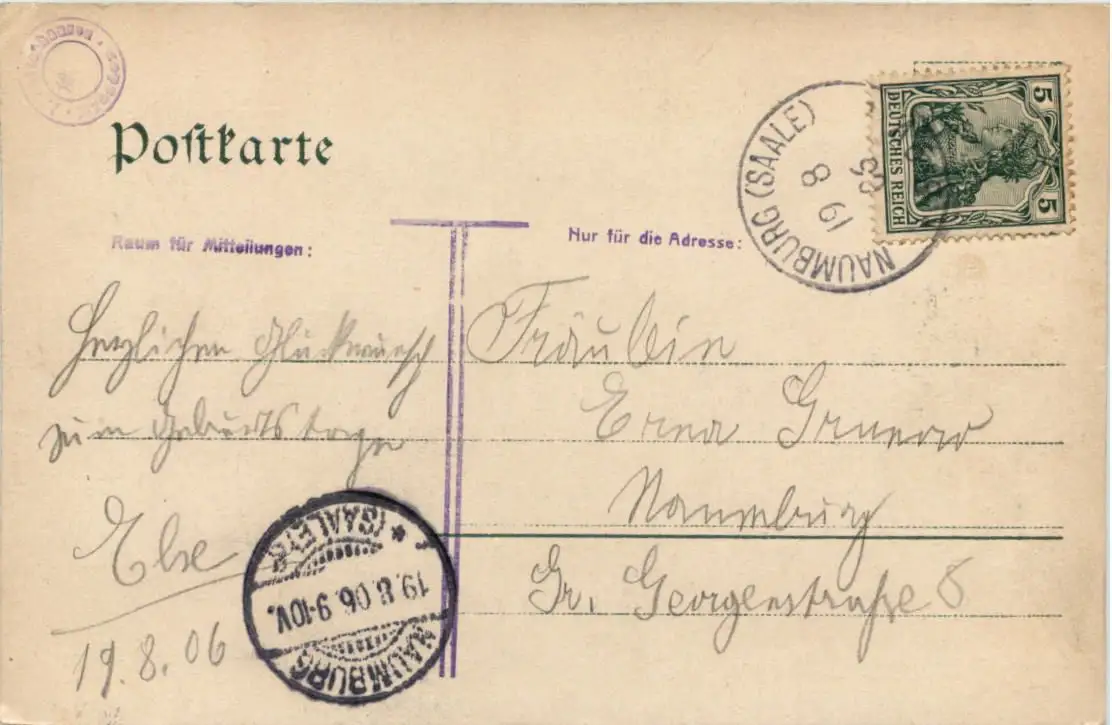 Postkarte
Raum für Mitteilungen:
Nur für die Adresse:
5 DEUTSCHES REICH 5
NAUMBURG (SAALE)
19 8
Herzlichen Glückwunsch
zum Geburtstage
Else
19.8.06
Fräulein
Erna
Naumburg
Gr. Georgenstraße 8
NAUMBURG
19.8.06.9-10V.
* (SAALE)